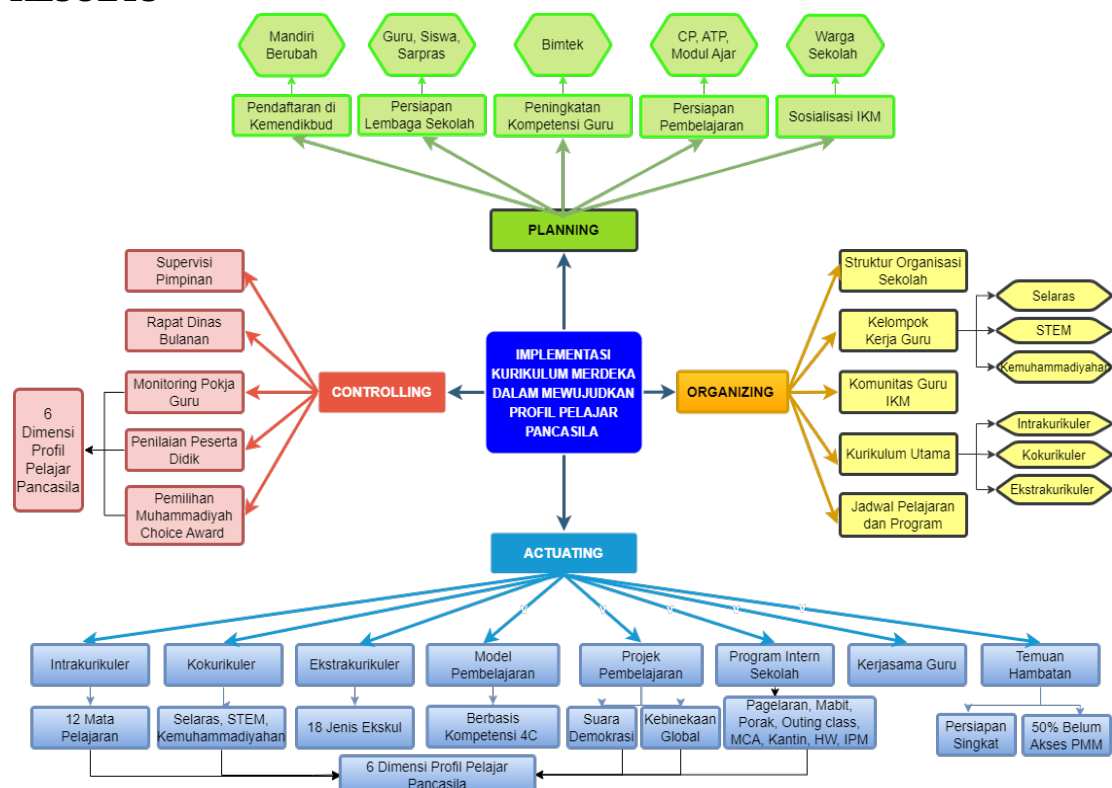 Mandiri
Berubah
Guru, Siswa,
Sarpras
Bimtek
CP, ATP,
Modul Ajar
Warga
Sekolah
Pendaftaran di
Kemendikbud
Persiapan
Lembaga Sekolah
Peningkatan
Kompetensi Guru
Persiapan
Pembelajaran
Sosialisasi IKM
PLANNING
Supervisi
Pimpinan
Rapat Dinas
Bulanan
Monitoring Pokja
Guru
Penilaian Peserta
Didik
Pemilihan
Muhammadiyah
Choice Award
6
Dimensi
Profil
Pelajar
Pancasila
CONTROLLING
IMPLEMENTASI
KURIKULUM MERDEKA
DALAM MEWUJUDKAN
PROFIL PELAJAR
PANCASILA
ORGANIZING
Struktur Organisasi
Sekolah
Kelompok
Kerja Guru
Komunitas Guru
IKM
Kurikulum Utama
Jadwal Pelajaran
dan Program
Selaras
STEM
Kemuhammadiyahan
Intrakurikuler
Kokurikuler
Ekstrakurikuler
ACTUATING
Intrakurikuler
Kokurikuler
Ekstrakurikuler
Model
Pembelajaran
Projek
Pembelajaran
Program Intern
Sekolah
Kerjasama Guru
Temuan
Hambatan
12 Mata
Pelajaran
Selaras, STEM,
Kemuhammadiyahan
18 Jenis Ekskul
Berbasis
Kompetensi 4C
Suara
Demokrasi
Kebinekaan
Global
Pagelaran, Mabit,
Porak, Outing class,
MCA, Kantin, HW, IPM
Persiapan
Singkat
50% Belum
Akses PMM
6 Dimensi Profil Pelajar
Pancasila